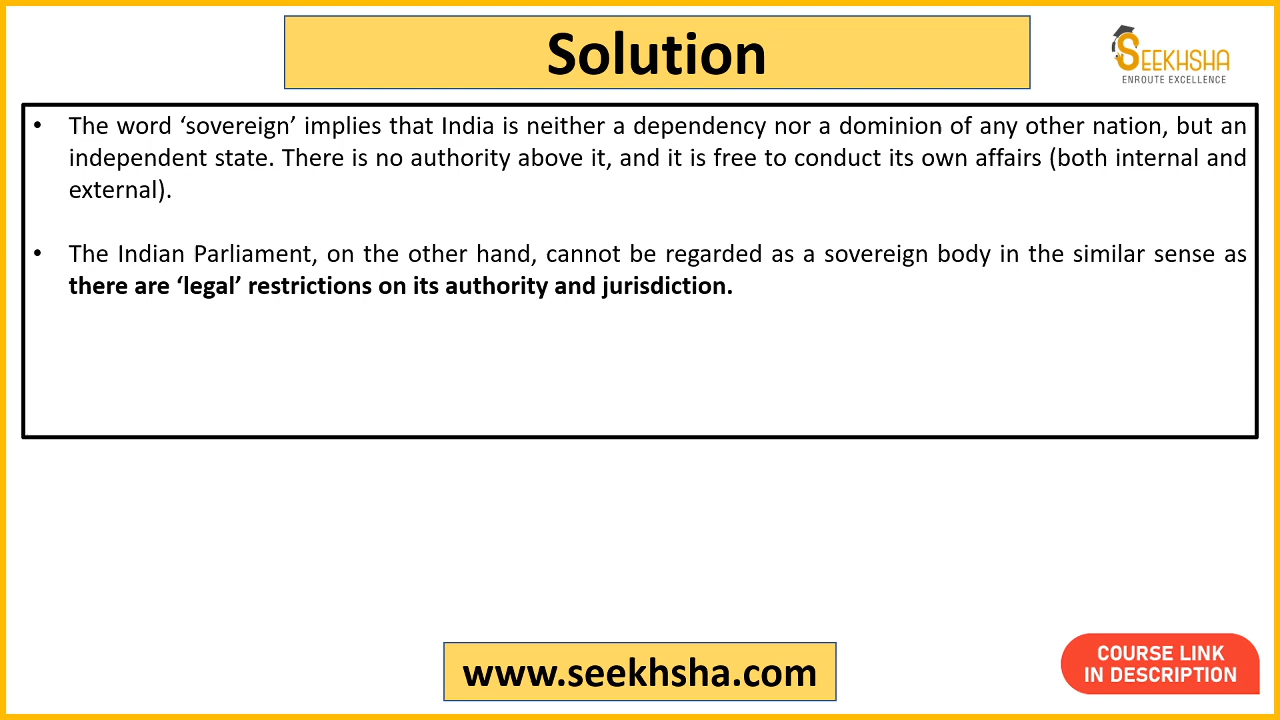 Solution
SEEKHSHA
ENROUTE EXCELLENCE
• The word ‘sovereign’ implies that India is neither a dependency nor a dominion of any other nation, but an
independent state. There is no authority above it, and it is free to conduct its own affairs (both internal and
external).
• The Indian Parliament, on the other hand, cannot be regarded as a sovereign body in the similar sense as
there are ‘legal’ restrictions on its authority and jurisdiction.
www.seekhsha.com
COURSE LINK
IN DESCRIPTION